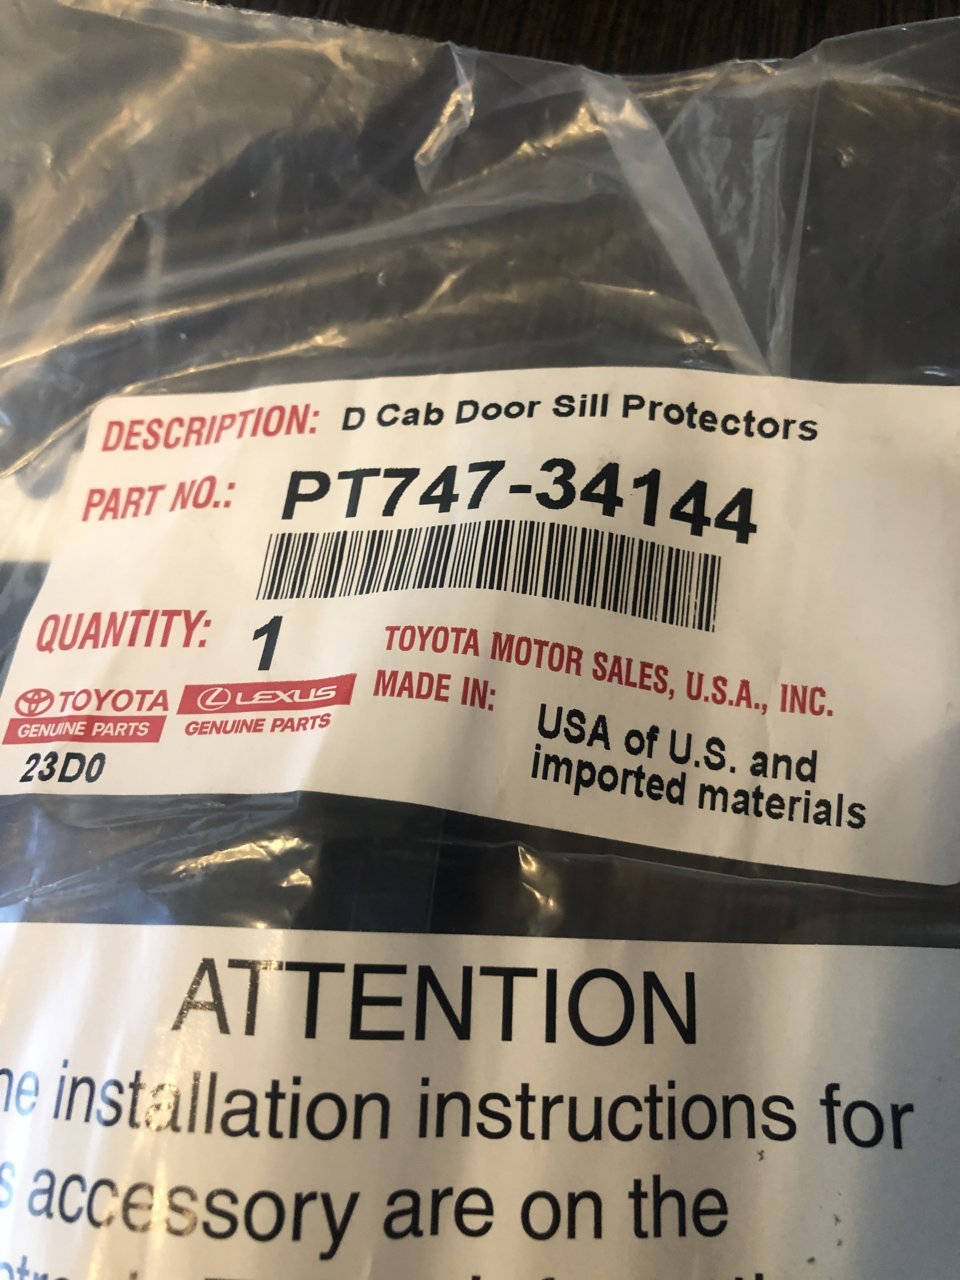 DESCRIPTION: D Cab Door Sill Protectors
PART NO.: PT747-34144
QUANTITY: 1
TOYOTA MOTOR SALES, U.S.A., INC.
MADE IN: USA of U.S. and
imported materials
TOYOTA
GENUINE PARTS
LEXUS
GENUINE PARTS
23D0
ATTENTION
installation instructions for
accessory are on the